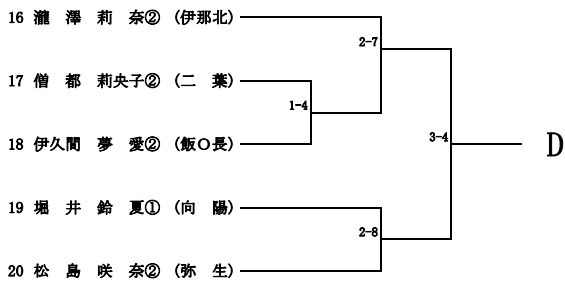 16 瀧 澤 莉 奈② (伊那北)
2-7
17 僧 都 莉央子② (二 葉)
1-4
3-4
D
18 伊久間 夢 愛② (飯O長)
19 堀 井 鈴 夏① (向 陽)
2-8
20 松 島 咲 奈② (弥 生)